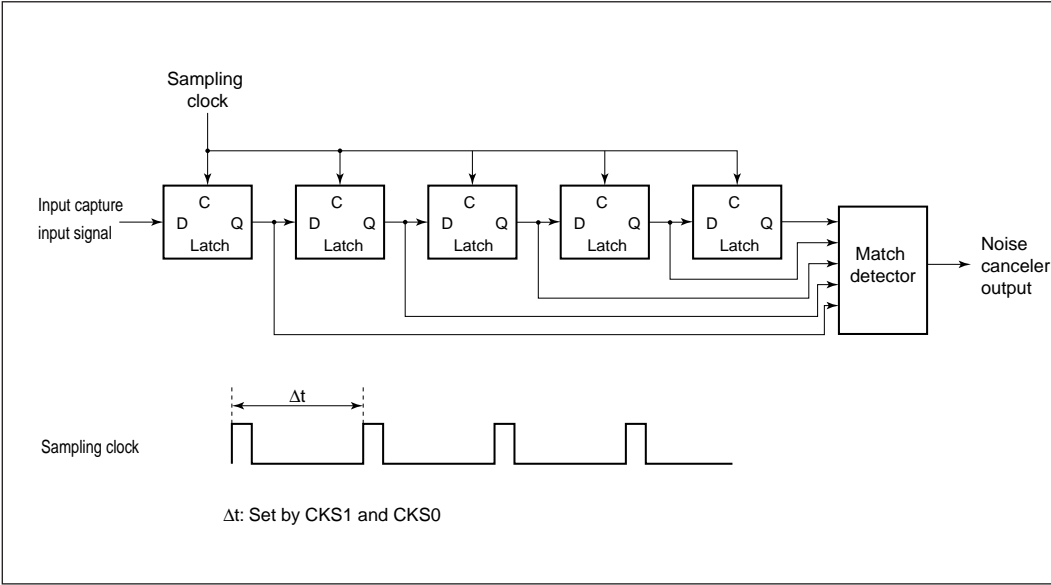 Sampling
clock
Input capture
input signal
C
D Q
Latch
C
D Q
Latch
C
D Q
Latch
C
D Q
Latch
C
D Q
Latch
Match
detector
Noise
canceler
output
Δt
Sampling clock
Δt: Set by CKS1 and CKS0